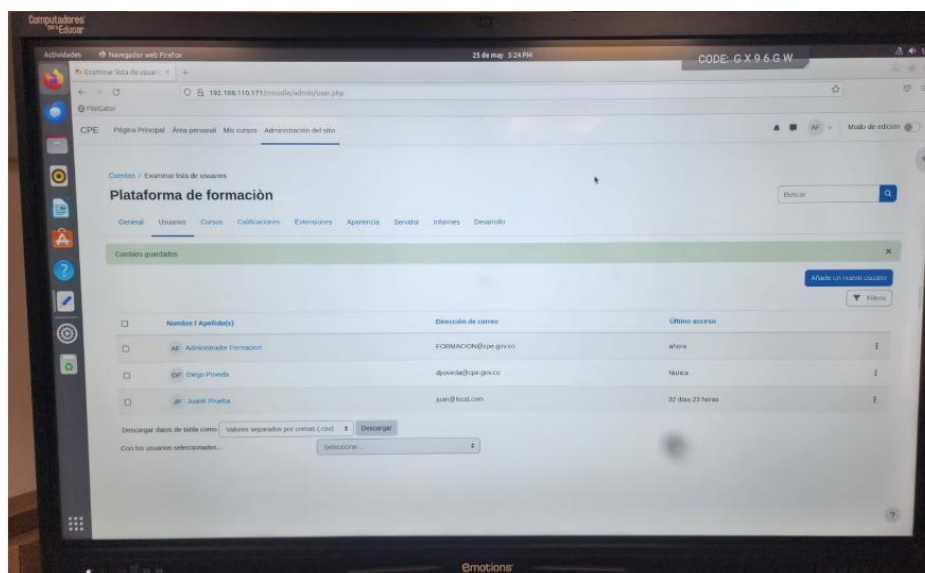 Computadores
para Educar
Actividades Navegador web Firefox 25 de may 5:24 PM
CODE: G X 9 6 G W
Examinar lista de usuari
192.168.110.171/moodle/admin/user.php
FileGator
CPE Página Principal Área personal Mis cursos Administración del sitio AF Modo de edición
Cuentas / Examinar lista de usuarios
Plataforma de formaciòn
Buscar
General Usuarios Cursos Calificaciones Extensiones Apariencia Servidor Informes Desarrollo
Cambios guardados
Añade un nuevo usuario
Filtros
Nombre / Apellido(s) Dirección de correo Último acceso
AF Administrador Formacion FORMACION@cpe.gov.co ahora
DP Diego Poveda dpoveda@cpe.gov.co Nunca
JP Prueba juan@local.com 32 días 23 horas
Descargar datos de tabla como Valores separados por comas (.csv) Descargar
Con los usuarios seleccionados... Seleccione...
?
emotions